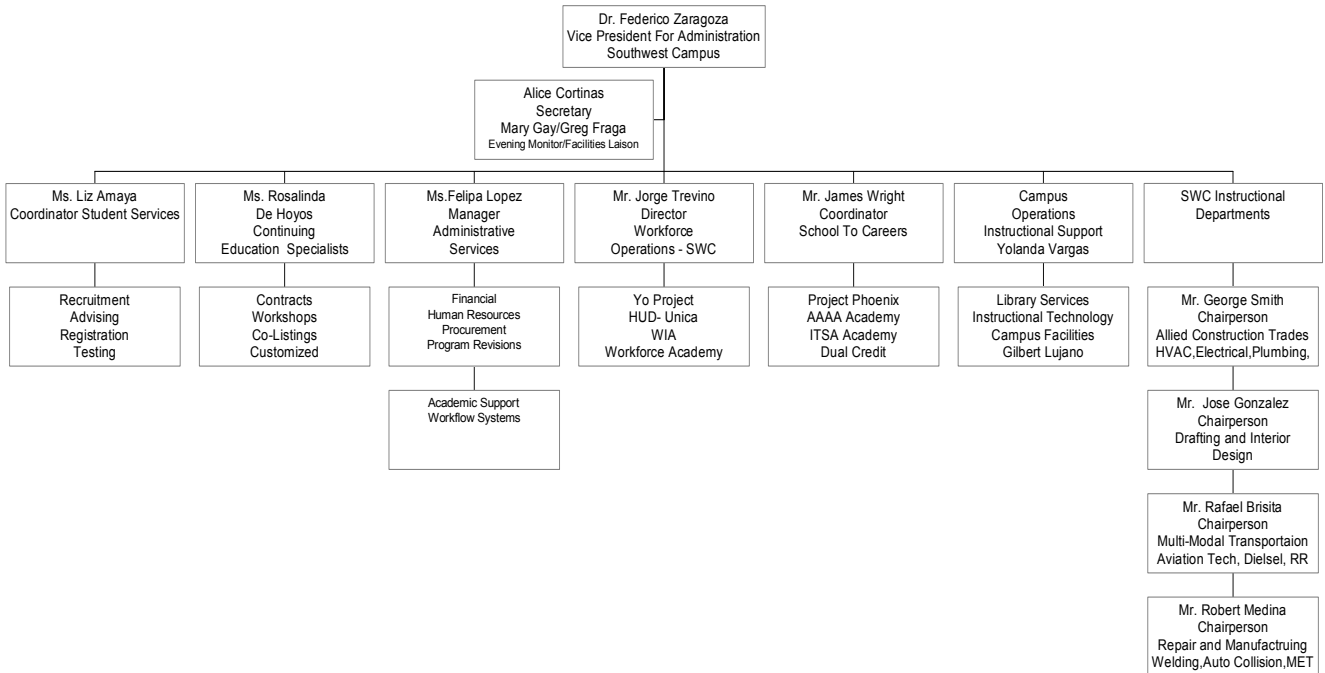 Dr. Federico Zaragoza
Vice President For Administration
Southwest Campus
Alice Cortinas
Secretary
Mary Gay/Greg Fraga
Evening Monitor/Facilities Laison
Ms. Liz Amaya
Coordinator Student Services
Recruitment
Advising
Registration
Testing
Ms. Rosalinda
De Hoyos
Continuing
Education Specialists
Contracts
Workshops
Co-Listings
Customized
Ms.Felipa Lopez
Manager
Administrative
Services
Financial
Human Resources
Procurement
Program Revisions
Academic Support
Workflow Systems
Mr. Jorge Trevino
Director
Workforce
Operations - SWC
Yo Project
HUD- Unica
WIA
Workforce Academy
Mr. James Wright
Coordinator
School To Careers
Project Phoenix
AAAA Academy
ITSA Academy
Dual Credit
Campus
Operations
Instructional Support
Yolanda Vargas
Library Services
Instructional Technology
Campus Facilities
Gilbert Lujano
SWC Instructional
Departments
Mr. George Smith
Chairperson
Allied Construction Trades
HVAC,Electrical,Plumbing,
Mr. Jose Gonzalez
Chairperson
Drafting and Interior
Design
Mr. Rafael Brisita
Chairperson
Multi-Modal Transportaion
Aviation Tech, Dielsel, RR
Mr. Robert Medina
Chairperson
Repair and Manufactruing
Welding,Auto Collision,MET